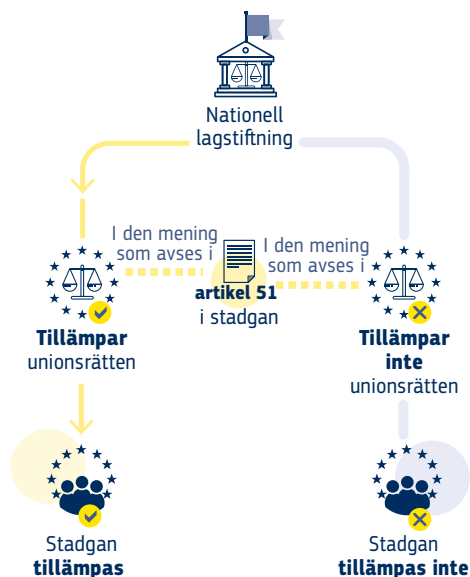 Nationell
lagstiftning
I den mening
som avses i
I den mening
som avses i
artikel 51
i stadgan
Tillämpar
unionsrätten
Tillämpar
inte
unionsrätten
Stadgan
tillämpas
Stadgan
tillämpas inte